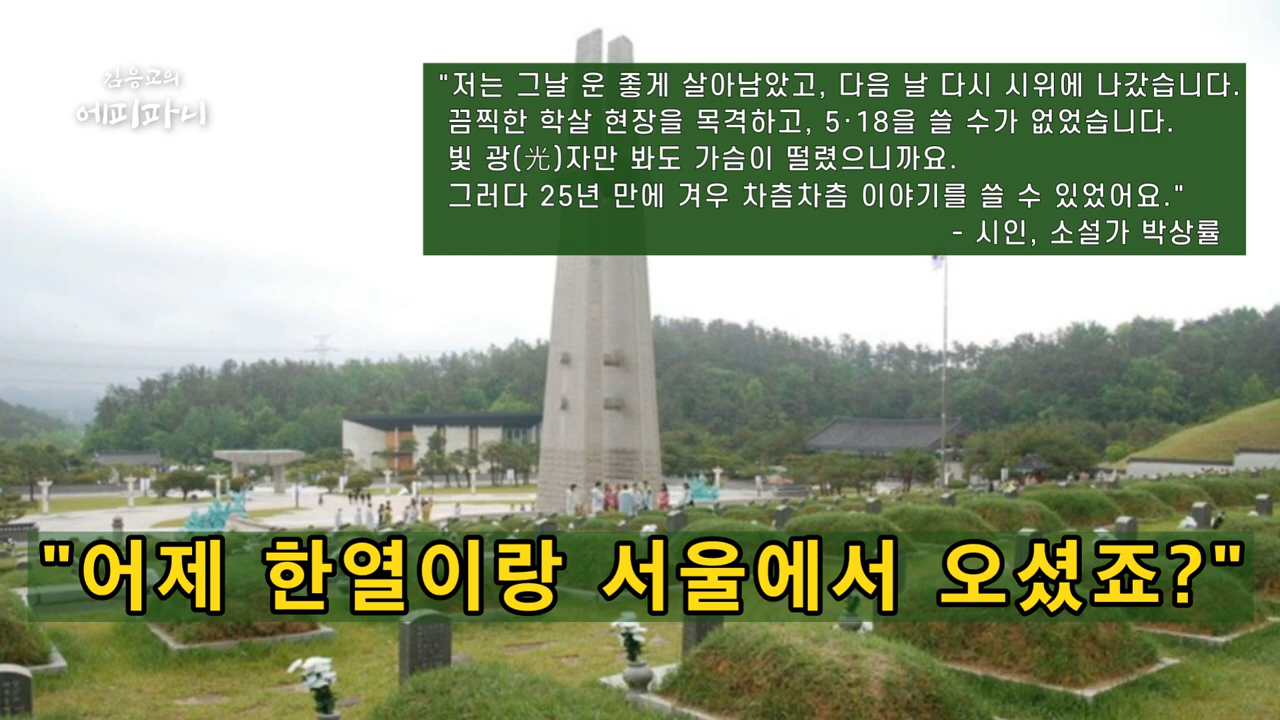 김응교의
에피파니
"저는 그날 운 좋게 살아남았고, 다음 날 다시 시위에 나갔습니다.
끔찍한 학살 현장을 목격하고, 5·18을 쓸 수가 없었습니다.
빛 광(光)자만 봐도 가슴이 떨렸으니까요.
그러다 25년 만에 겨우 차츰차츰 이야기를 쓸 수 있었어요."
- 시인, 소설가 박상률
"어제 한열이랑 서울에서 오셨죠?"